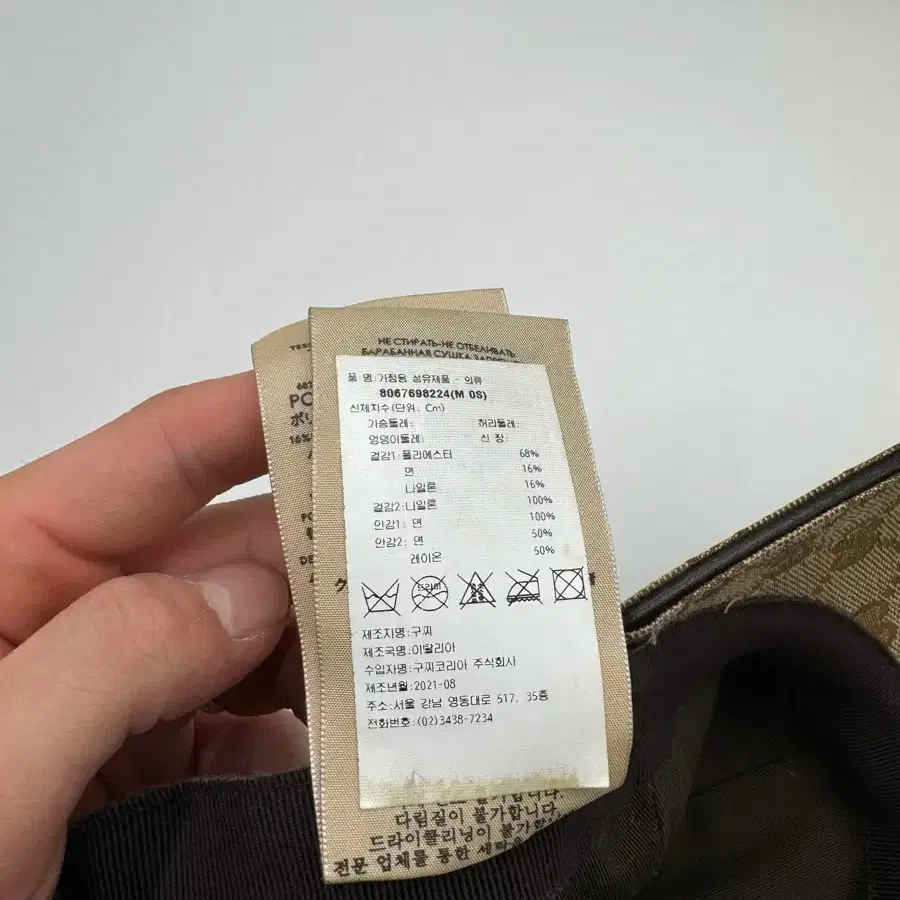 НЕ СТИРАТЬ-НЕ ОТБЕЛИВАТЬ
БАРАБАННАЯ СУШКА
품 명:가정용 섬유제품 - 의류
8067698224(M 0S)
신체치수(단위: Cm)
가슴둘레: 허리둘레:
엉덩이둘레: 신 장:
겉감1:폴리에스터 68%
면 16%
나일론 16%
겉감2:나일론 100%
안감1: 면 100%
안감2: 면 50%
레이온 50%
드라이
제조자명:구찌
제조국명:이탈리아
수입자명:구찌코리아 주식회사
제조년월:2021-08
주소:서울 강남 영동대로 517, 35층
전화번호:(02)3438-7234
다림질이 불가합니다.
드라이클리닝이 불가합니
전문 업체를 통한